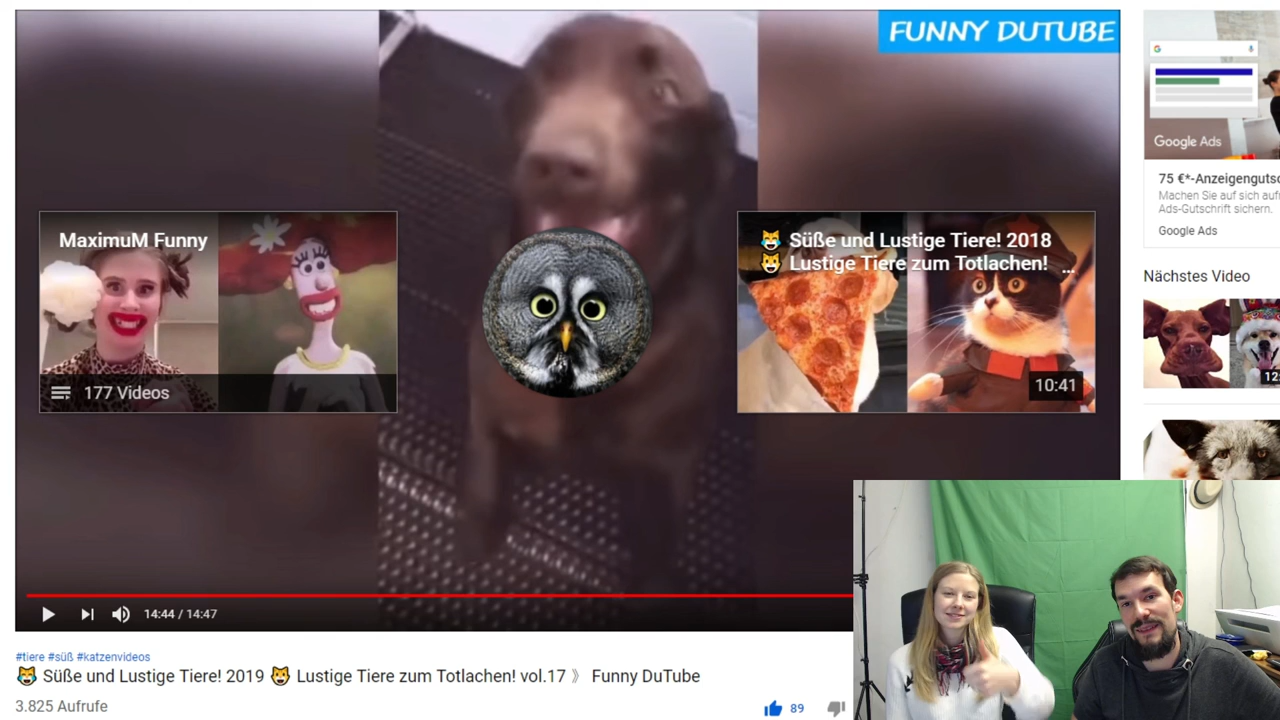 FUNNY DUTUBE
MaximuM Funny
177 Videos
😹 Süße und Lustige Tiere! 2018
😺 Lustige Tiere zum Totlachen! ...
10:41
14:44 / 14:47
#tiere #süß #katzenvideos
😹 Süße und Lustige Tiere! 2019 😺 Lustige Tiere zum Totlachen! vol.17 》 Funny DuTube
3.825 Aufrufe
89
Google Ads
75 €*-Anzeigengutsc
Machen Sie auf sich auf
Ads-Gutschrift sichern.
Google Ads
Nächstes Video
12: